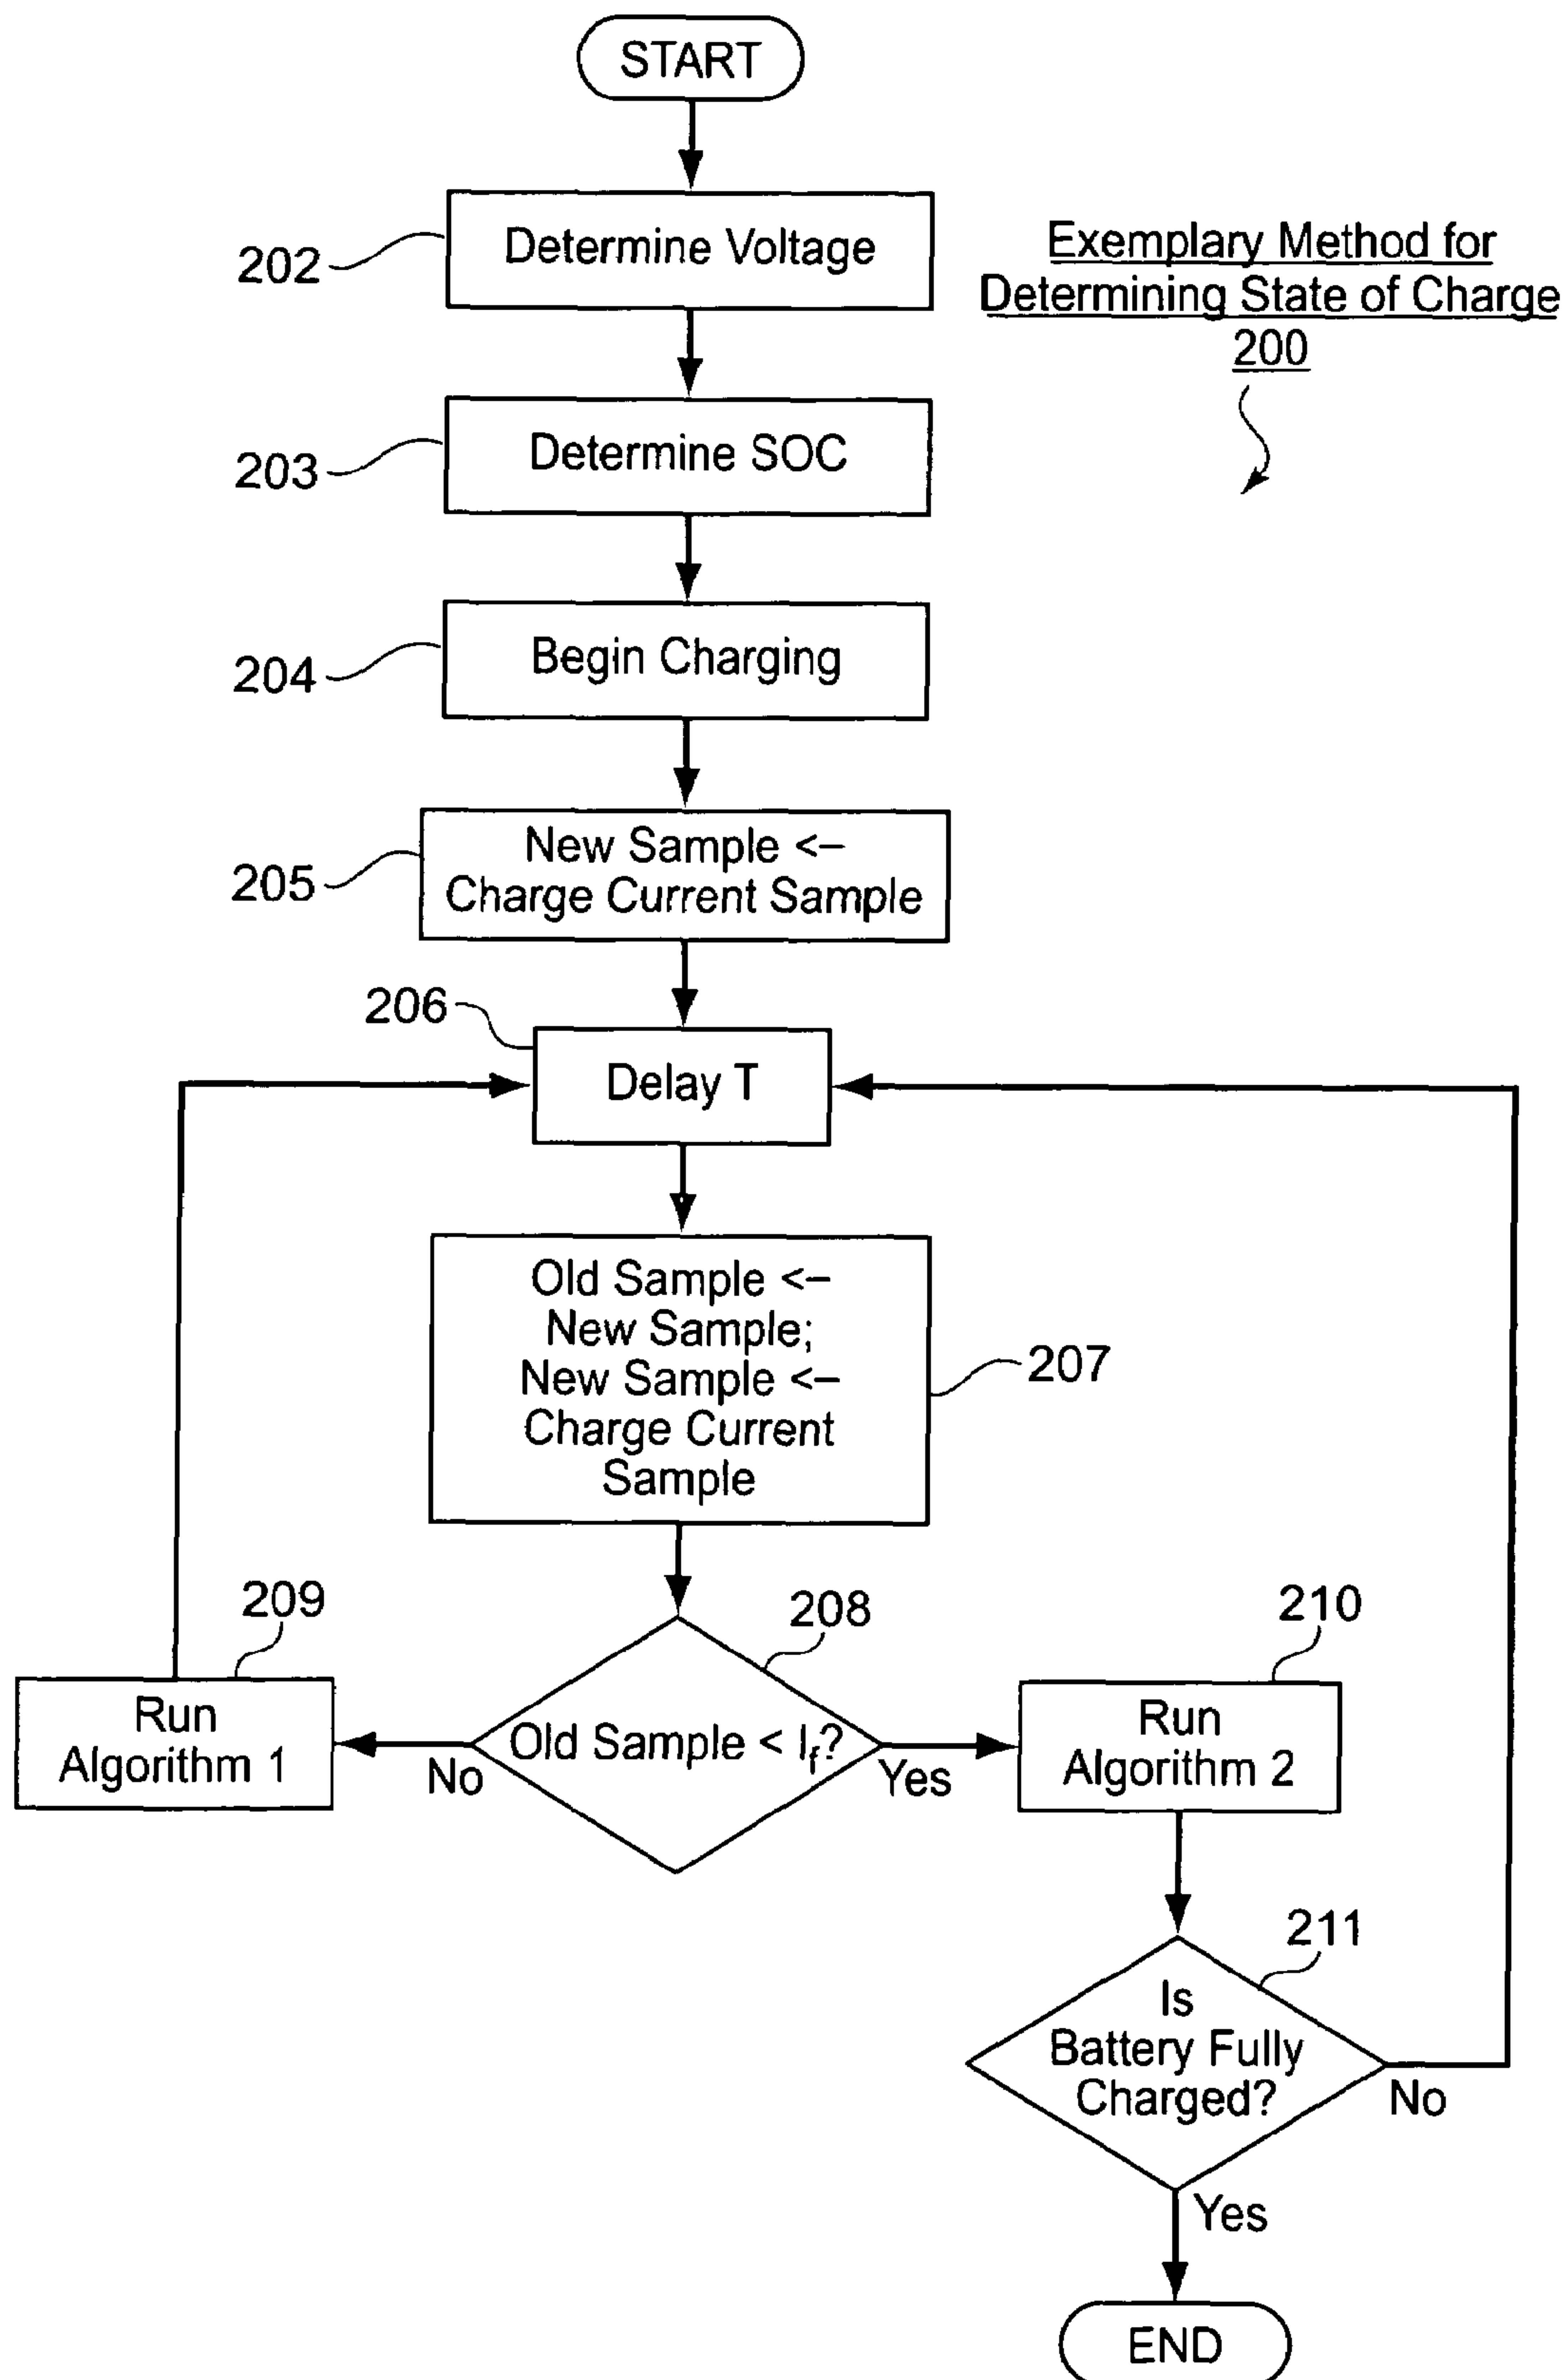 START
202
Determine Voltage
Exemplary Method for
Determining State of Charge
200
203
Determine SOC
204
Begin Charging
205
New Sample <–
Charge Current Sample
206
Delay T
Old Sample <–
New Sample;
New Sample <–
Charge Current
Sample
207
209
Run
Algorithm 1
No
208
Old Sample < If?
Yes
210
Run
Algorithm 2
211
Is
Battery Fully
Charged?
No
Yes
END